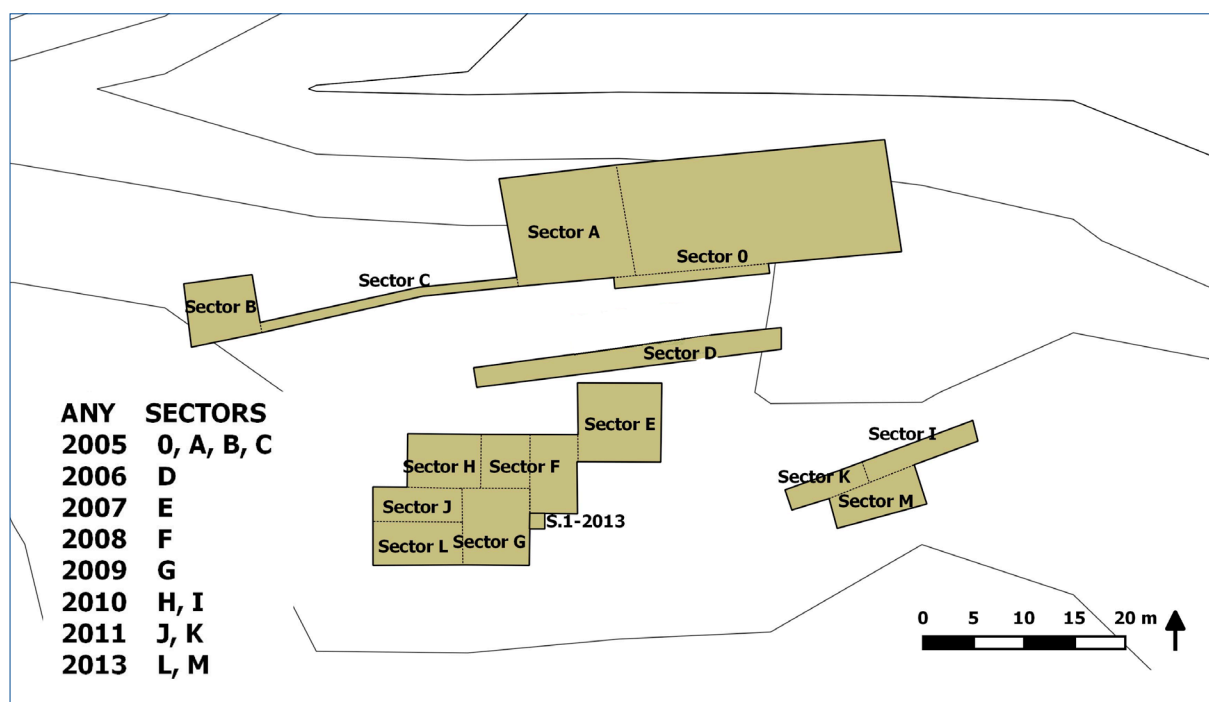 Sector A
Sector 0
Sector C
Sector B
Sector D
Sector E
Sector I
Sector H
Sector F
Sector K
Sector M
Sector J
S.1-2013
Sector L
Sector G
ANY SECTORS
2005 0, A, B, C
2006 D
2007 E
2008 F
2009 G
2010 H, I
2011 J, K
2013 L, M
0 5 10 15 20 m